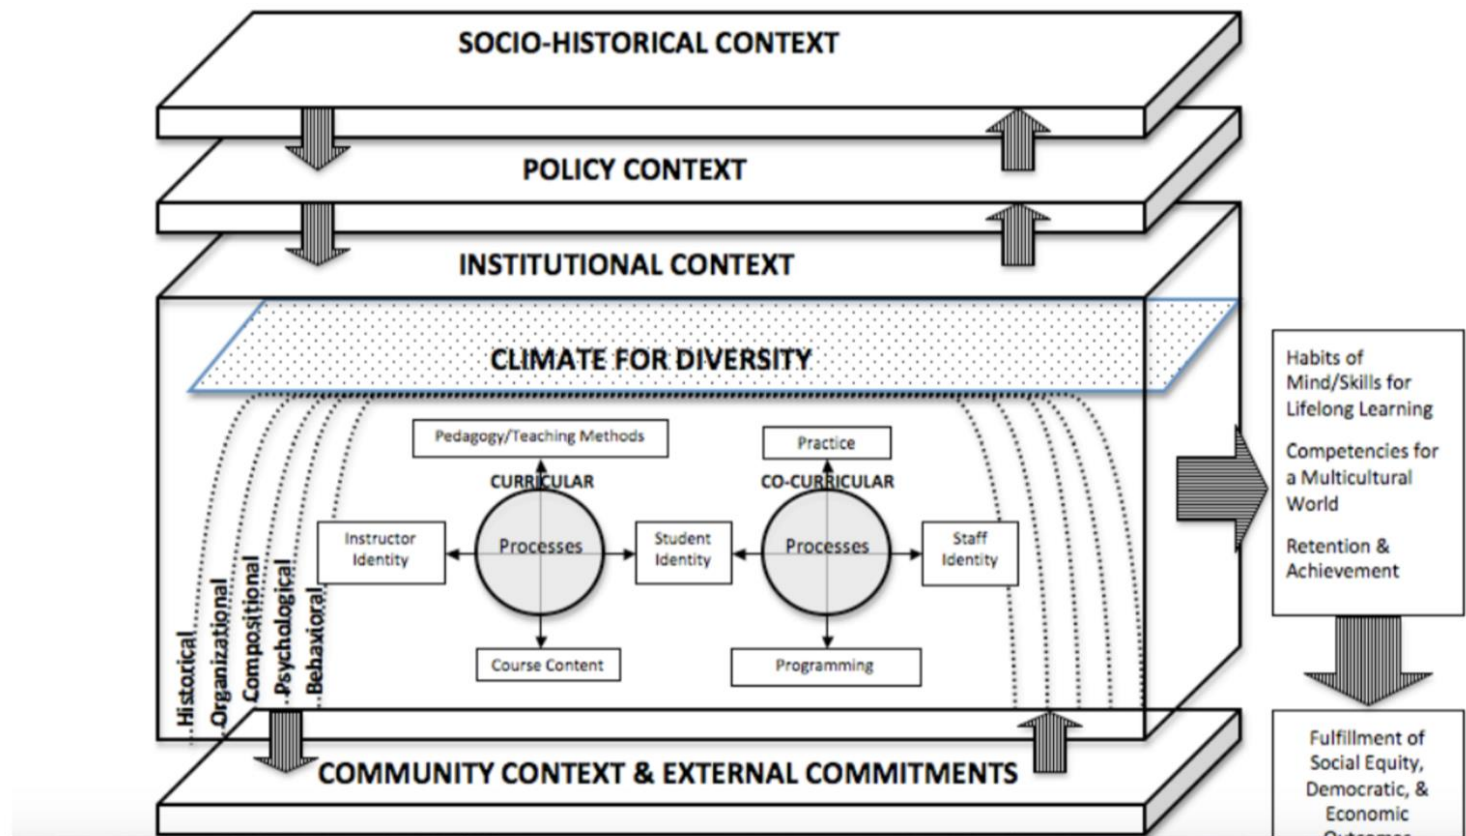 SOCIO-HISTORICAL CONTEXT
POLICY CONTEXT
INSTITUTIONAL CONTEXT
CLIMATE FOR DIVERSITY
Pedagogy/Teaching Methods
Practice
CURRICULAR
CO-CURRICULAR
Instructor
Identity
Processes
Student
Identity
Processes
Staff
Identity
Course Content
Programming
Historical
Organizational
Compositional
Psychological
Behavioral
COMMUNITY CONTEXT & EXTERNAL COMMITMENTS
Habits of
Mind/Skills for
Lifelong Learning
Competencies for
a Multicultural
World
Retention &
Achievement
Fulfillment of
Social Equity,
Democratic, &
Economic